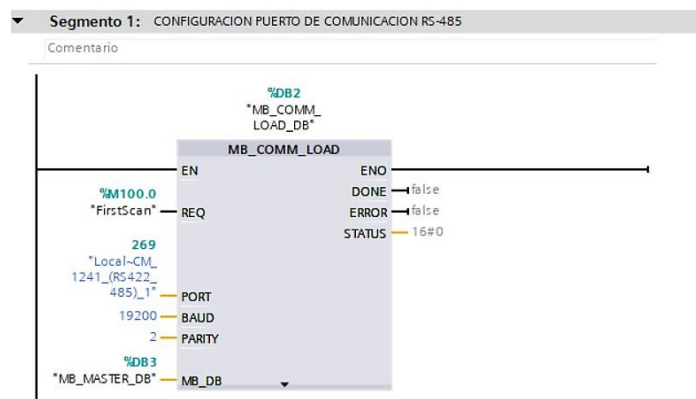 Segmento 1: CONFIGURACION PUERTO DE COMUNICACION RS-485
Comentario
%DB2
"MB_COMM_
LOAD_DB"
MB_COMM_LOAD
EN ENO
DONE false
%M100.0
"FirstScan" REQ
ERROR false
STATUS 16#0
269
"Local~CM_
1241_(RS422_
485)_1" PORT
19200 BAUD
2 PARITY
%DB3
"MB_MASTER_DB" MB_DB